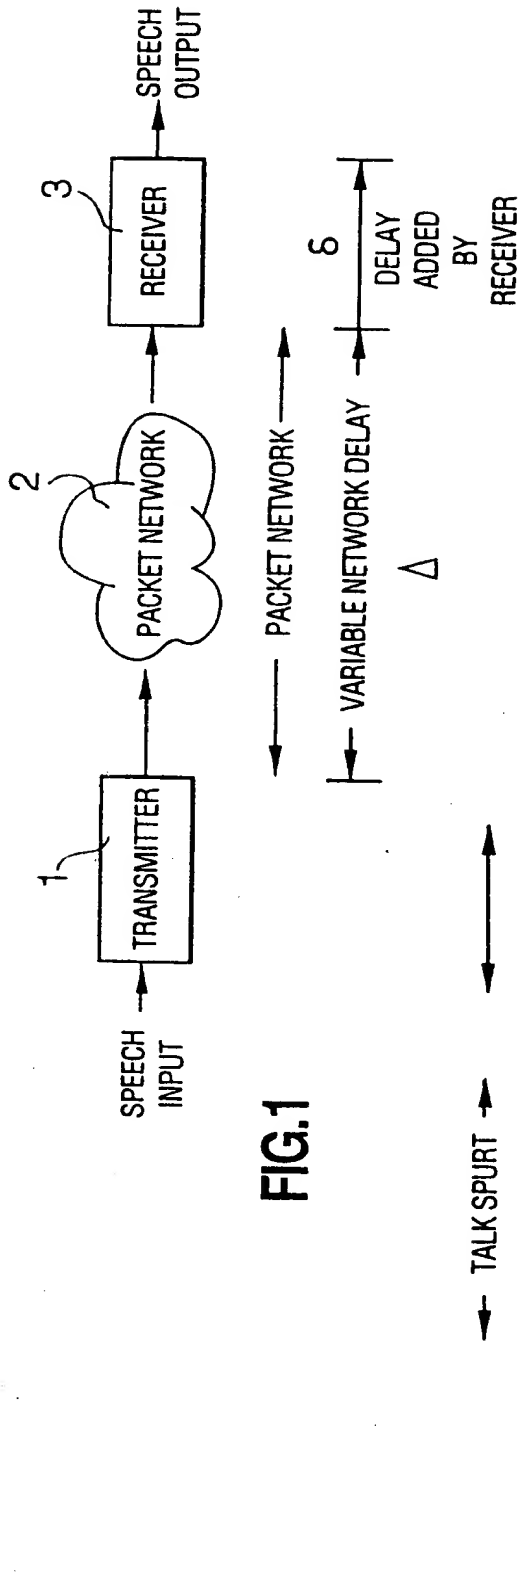 SPEECH
INPUT
1
TRANSMITTER
2
PACKET NETWORK
3
RECEIVER
SPEECH
OUTPUT
FIG.1
PACKET NETWORK
VARIABLE NETWORK DELAY
Δ
δ
DELAY
ADDED
BY
RECEIVER
TALK SPURT